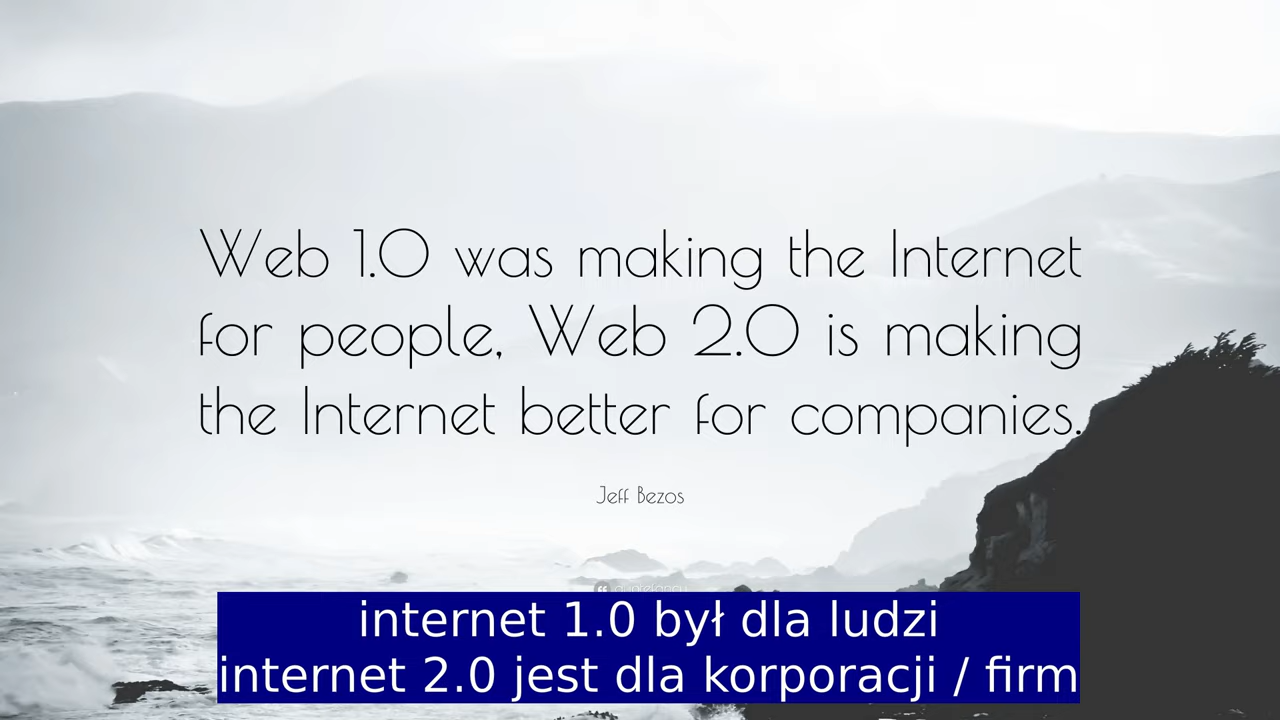 Web 1.0 was making the Internet
for people, Web 2.0 is making
the Internet better for companies.
Jeff Bezos
quotefancy
internet 1.0 był dla ludzi
internet 2.0 jest dla korporacji / firm